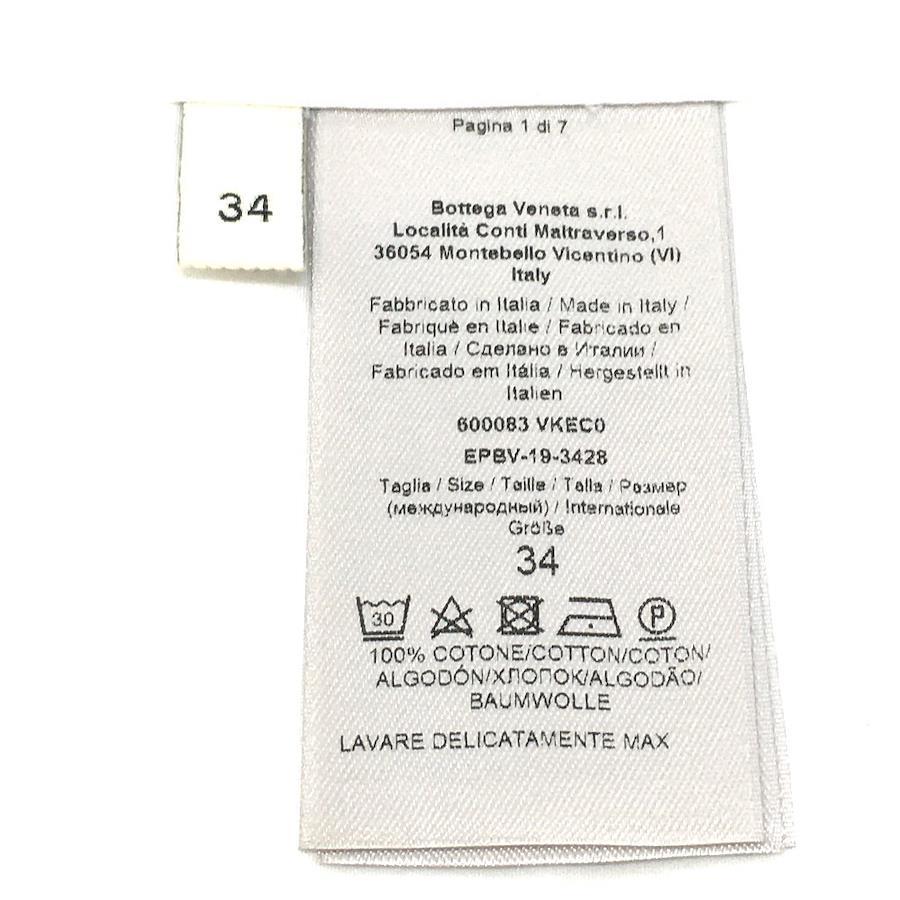 34
Pagina 1 di 7
Bottega Veneta s.r.l.
Località Conti Maltraverso,1
36054 Montebello Vicentino (VI)
Italy
Fabbricato in Italia / Made in Italy /
Fabriqué en Italie / Fabricado en
Italia / Сделано в Италии /
Fabricado em Itália / Hergestellt in
Italien
600083 VKEC0
EPBV-19-3428
Taglia / Size / Taille / Talla / Размер
(международный) / Internationale
Größe
34
30 P
100% COTONE/COTTON/COTON/
ALGODÓN/ХЛОПОК/ALGODÃO/
BAUMWOLLE
LAVARE DELICATAMENTE MAX